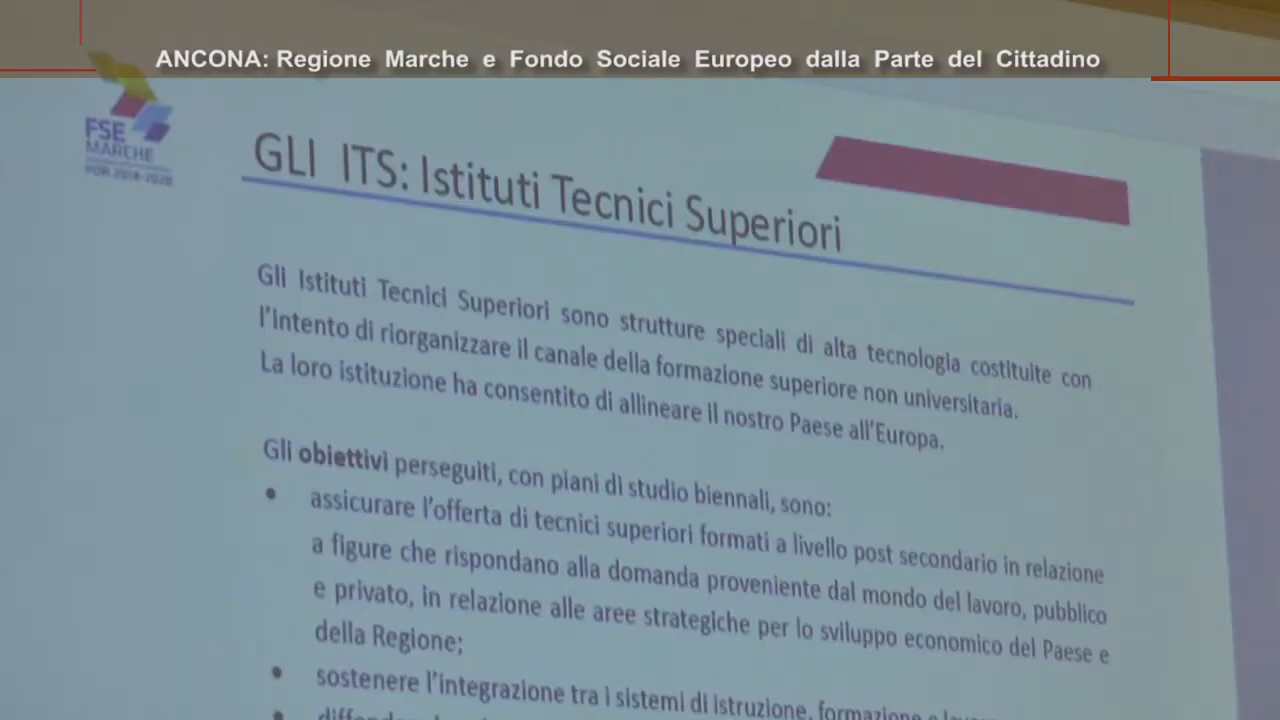 ANCONA: Regione Marche e Fondo Sociale Europeo dalla Parte del Cittadino
FSE
MARCHE
POR 2014-2020
GLI ITS: Istituti Tecnici Superiori
Gli Istituti Tecnici Superiori sono strutture speciali di alta tecnologia costituite con
l'intento di riorganizzare il canale della formazione superiore non universitaria.
La loro istituzione ha consentito di allineare il nostro Paese all'Europa.
Gli obiettivi perseguiti, con piani di studio biennali, sono:
• assicurare l'offerta di tecnici superiori formati a livello post secondario in relazione
a figure che rispondano alla domanda proveniente dal mondo del lavoro, pubblico
e privato, in relazione alle aree strategiche per lo sviluppo economico del Paese e
della Regione;
• sostenere l'integrazione tra i sistemi di istruzione, formazione e
•